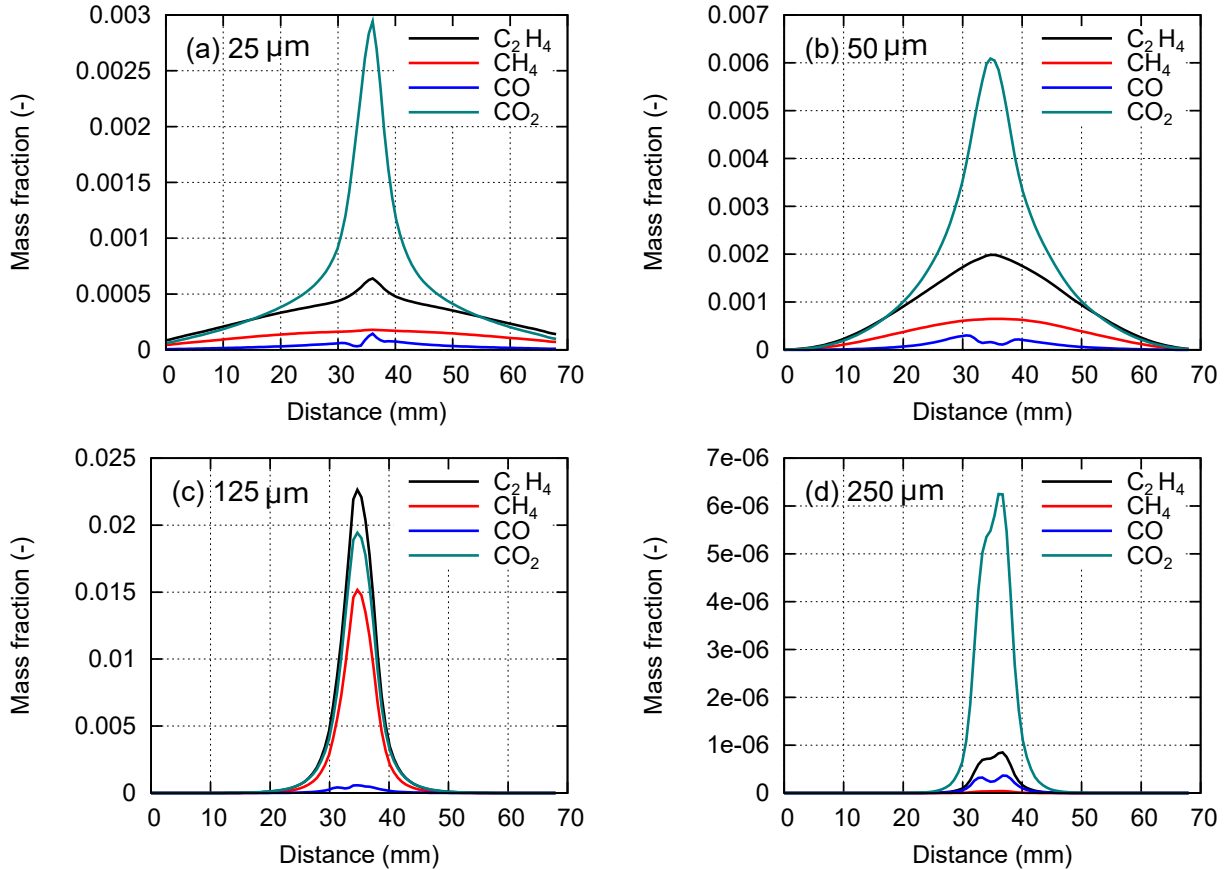 (a) 25 µm
C2H4
CH4
CO
CO2
0.003
0.0025
0.002
0.0015
0.001
0.0005
0
Mass fraction (-)
0 10 20 30 40 50 60 70
Distance (mm)
(b) 50 µm
C2H4
CH4
CO
CO2
0.007
0.006
0.005
0.004
0.003
0.002
0.001
0
Mass fraction (-)
0 10 20 30 40 50 60 70
Distance (mm)
(c) 125 µm
C2H4
CH4
CO
CO2
0.025
0.02
0.015
0.01
0.005
0
Mass fraction (-)
0 10 20 30 40 50 60 70
Distance (mm)
(d) 250 µm
C2H4
CH4
CO
CO2
7e-06
6e-06
5e-06
4e-06
3e-06
2e-06
1e-06
0
Mass fraction (-)
0 10 20 30 40 50 60 70
Distance (mm)